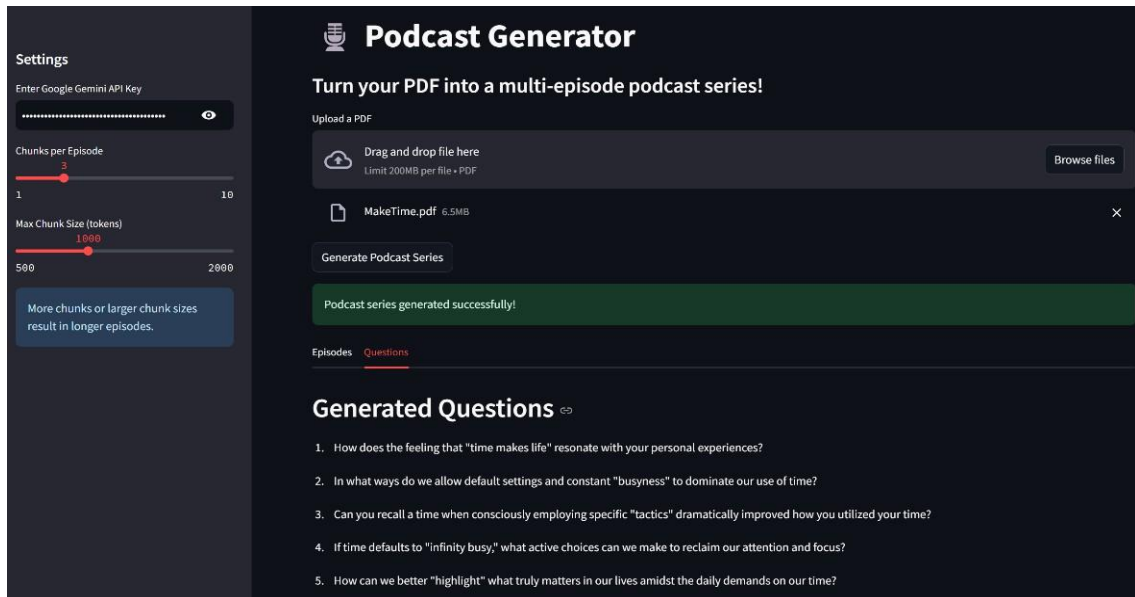 Settings
Enter Google Gemini API Key
Chunks per Episode
3
1 10
Max Chunk Size (tokens)
1000
500 2000
More chunks or larger chunk sizes
result in longer episodes.
Podcast Generator
Turn your PDF into a multi-episode podcast series!
Upload a PDF
Drag and drop file here
Limit 200MB per file • PDF
Browse files
MakeTime.pdf 6.5MB
Generate Podcast Series
Podcast series generated successfully!
Episodes Questions
Generated Questions
1. How does the feeling that "time makes life" resonate with your personal experiences?
2. In what ways do we allow default settings and constant "busyness" to dominate our use of time?
3. Can you recall a time when consciously employing specific "tactics" dramatically improved how you utilized your time?
4. If time defaults to "infinity busy," what active choices can we make to reclaim our attention and focus?
5. How can we better "highlight" what truly matters in our lives amidst the daily demands on our time?